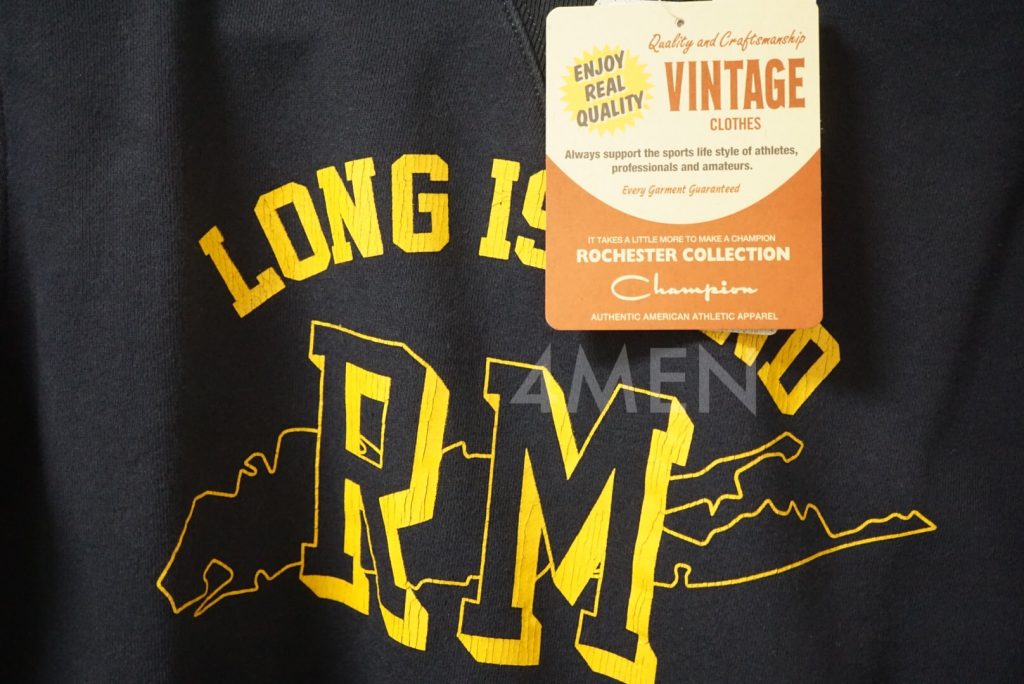 Quality and Craftsmanship
ENJOY
REAL
QUALITY
VINTAGE
CLOTHES
Always support the sports life style of athletes,
professionals and amateurs.
Every Garment Guaranteed
IT TAKES A LITTLE MORE TO MAKE A CHAMPION
ROCHESTER COLLECTION
Champion
AUTHENTIC AMERICAN ATHLETIC APPAREL
LONG IS
ND
RM
4MEN